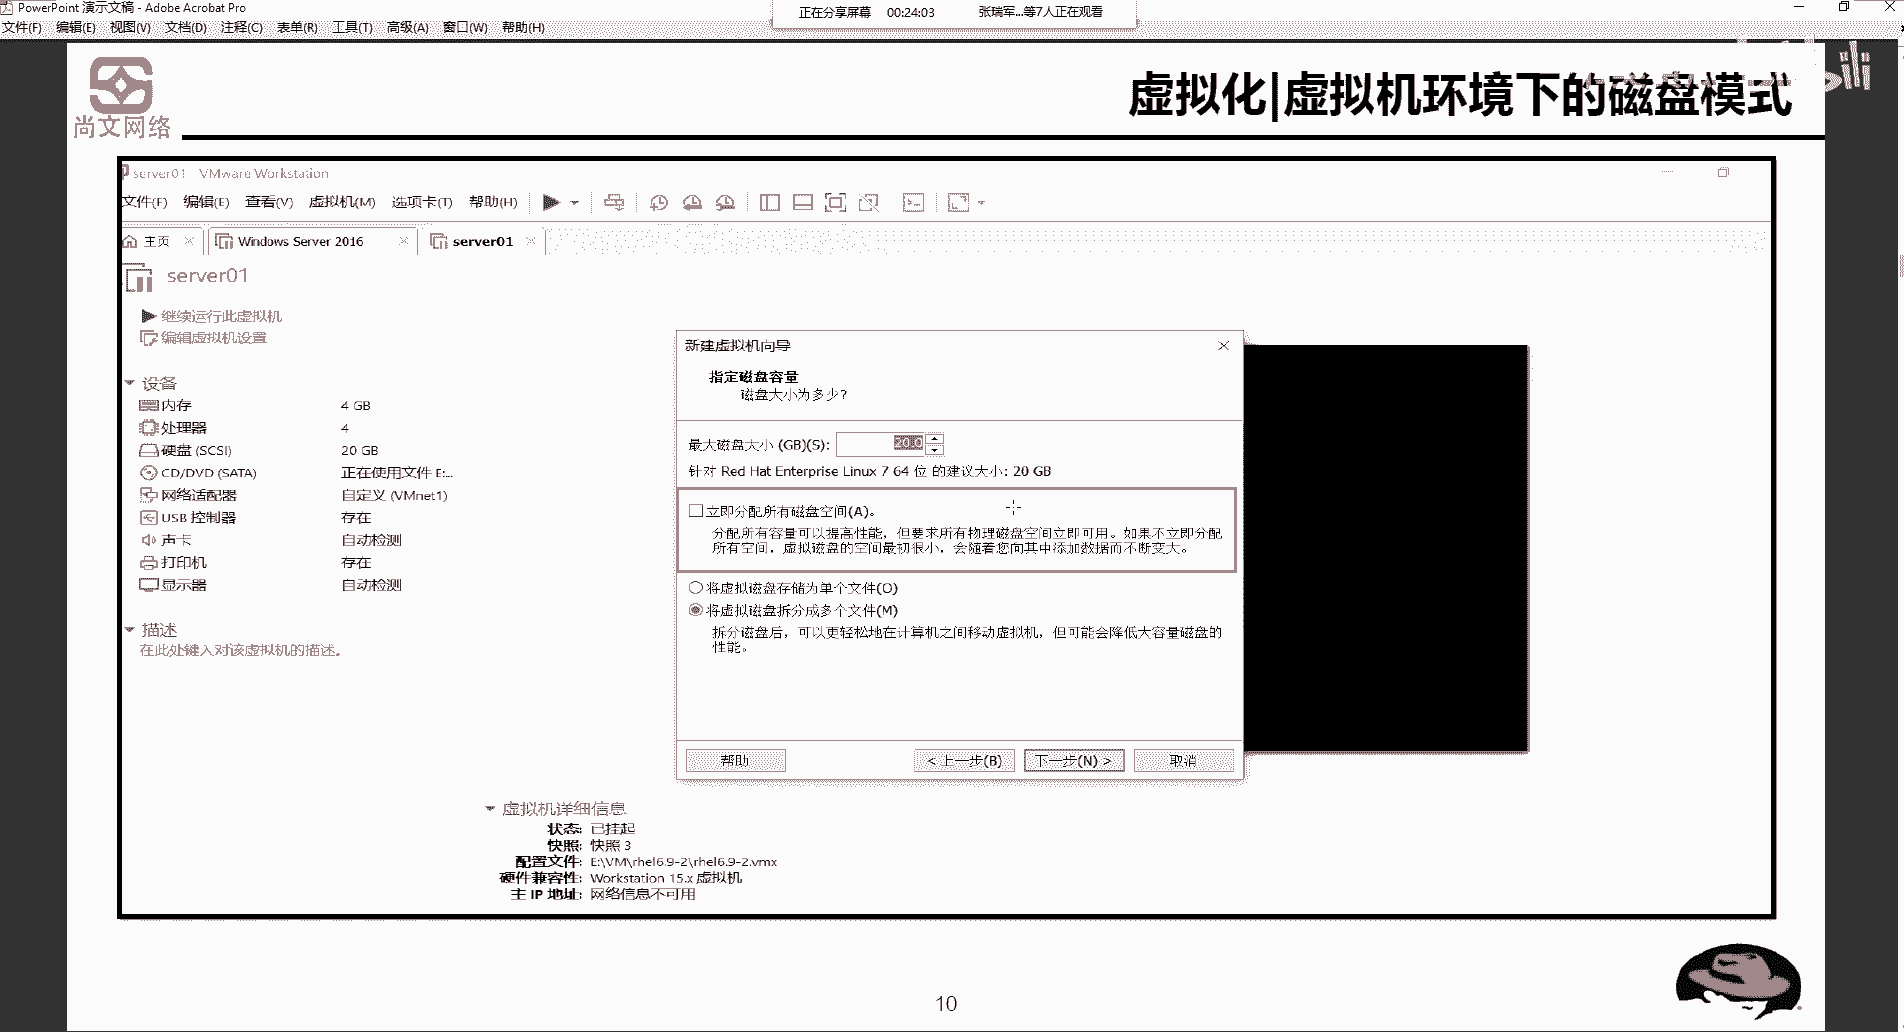 PowerPoint 演示文稿 - Adobe Acrobat Pro
正在分享屏幕 00:24:03 张瑞军...等7人正在观看
文件(F) 编辑(E) 视图(V) 文档(D) 注释(C) 表单(R) 工具(T) 高级(A) 窗口(W) 帮助(H)
尚文网络
虚拟化|虚拟机环境下的磁盘模式
server01 - VMware Workstation
文件(F) 编辑(E) 查看(V) 虚拟机(M) 选项卡(T) 帮助(H)
主页 Windows Server 2016 server01
server01
继续运行此虚拟机
编辑虚拟机设置
设备
内存 4 GB
处理器 4
硬盘 (SCSI) 20 GB
CD/DVD (SATA) 正在使用文件 E:...
网络适配器 自定义 (VMnet1)
USB 控制器 存在
声卡 自动检测
打印机 存在
显示器 自动检测
描述
在此处键入对该虚拟机的描述。
新建虚拟机向导
指定磁盘容量
磁盘大小为多少?
最大磁盘大小 (GB)(S): 20.0
针对 Red Hat Enterprise Linux 7 64 位 的建议大小: 20 GB
立即分配所有磁盘空间(A)。
分配所有容量可以提高性能，但要求所有物理磁盘空间立即可用。如果不立即分配
所有空间，虚拟磁盘的空间最初很小，会随着您向其中添加数据而不断变大。
将虚拟磁盘存储为单个文件(O)
将虚拟磁盘拆分成多个文件(M)
拆分磁盘后，可以更轻松地在计算机之间移动虚拟机，但可能会降低大容量磁盘的
性能。
帮助 < 上一步(B) 下一步(N) > 取消
虚拟机详细信息
状态: 已挂起
快照: 快照 3
配置文件: E:\VM\rhel6.9-2\rhel6.9-2.vmx
硬件兼容性: Workstation 15.x 虚拟机
主 IP 地址: 网络信息不可用
10